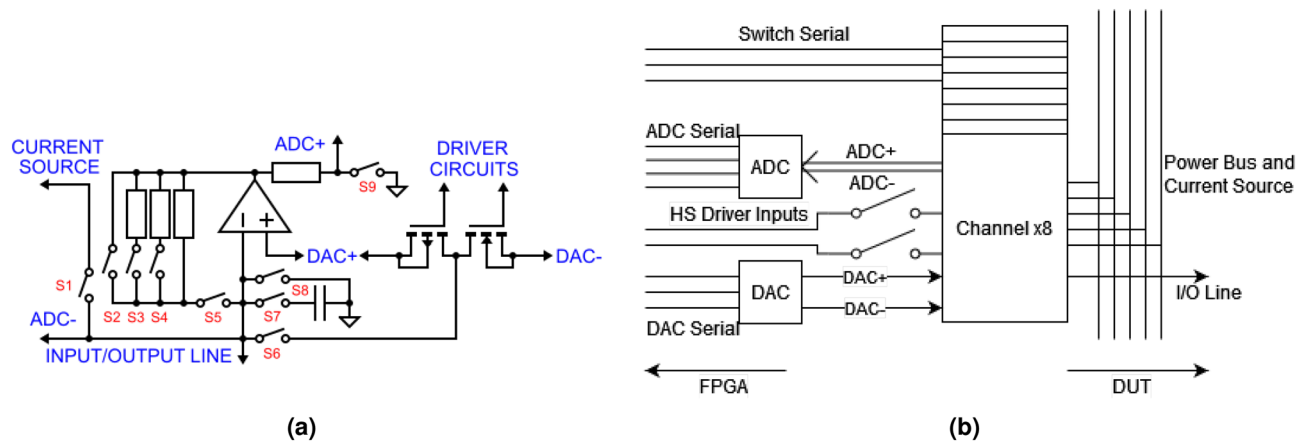 CURRENT
SOURCE
ADC+
DRIVER
CIRCUITS
S9
DAC+
DAC-
S1
S2
S3
S4
S5
S8
S7
S6
ADC-
INPUT/OUTPUT LINE
(a)
Switch Serial
ADC Serial
ADC
ADC+
ADC-
HS Driver Inputs
Channel x8
Power Bus and
Current Source
DAC
DAC+
DAC-
I/O Line
DAC Serial
FPGA
DUT
(b)